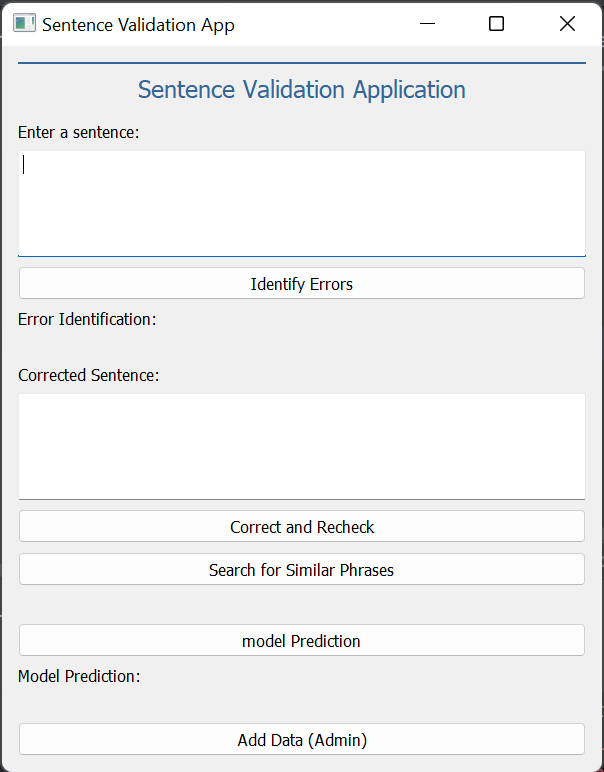 Sentence Validation App
Sentence Validation Application
Enter a sentence:
Identify Errors
Error Identification:
Corrected Sentence:
Correct and Recheck
Search for Similar Phrases
model Prediction
Model Prediction:
Add Data (Admin)